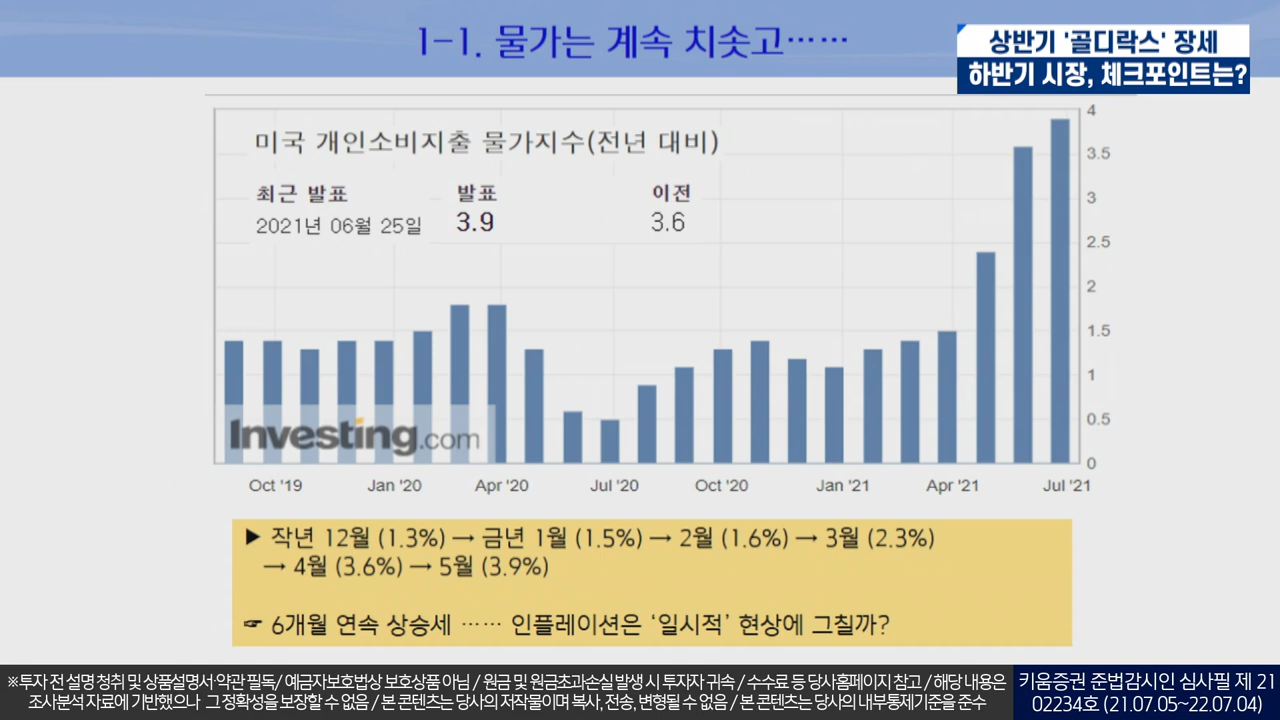 1-1. 물가는 계속 치솟고……
상반기 '골디락스' 장세
하반기 시장, 체크포인트는?
미국 개인소비지출 물가지수(전년 대비)
최근 발표 발표 이전
2021년 06월 25일 3.9 3.6
4
3.5
3
2.5
2
1.5
1
0.5
0
Investing.com
Oct '19 Jan '20 Apr '20 Jul '20 Oct '20 Jan '21 Apr '21 Jul '21
▶ 작년 12월 (1.3%) → 금년 1월 (1.5%) → 2월 (1.6%) → 3월 (2.3%)
→ 4월 (3.6%) → 5월 (3.9%)
☞ 6개월 연속 상승세 …… 인플레이션은 '일시적' 현상에 그칠까?
※투자 전 설명 청취 및 상품설명서·약관 필독/ 예금자보호법상 보호상품 아님 / 원금 및 원금초과손실 발생 시 투자자 귀속 / 수수료 등 당사홈페이지 참고 / 해당 내용은
조사분석 자료에 기반했으나 그 정확성을 보장할 수 없음 / 본 콘텐츠는 당사의 저작물이며 복사, 전송, 변형될 수 없음 / 본 콘텐츠는 당사의 내부통제기준을 준수
키움증권 준법감시인 심사필 제 21
02234호 (21.07.05~22.07.04)